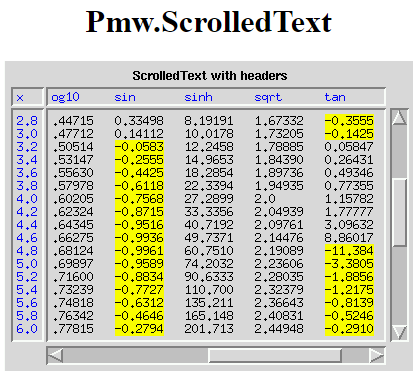 Pmw.ScrolledText
ScrolledText with headers
x og10 sin sinh sqrt tan
2.8 .44715 0.33498 8.19191 1.67332 -0.3555
3.0 .47712 0.14112 10.0178 1.73205 -0.1425
3.2 .50514 -0.0583 12.2458 1.78885 0.05847
3.4 .53147 -0.2555 14.9653 1.84390 0.26431
3.6 .55630 -0.4425 18.2854 1.89736 0.49346
3.8 .57978 -0.6118 22.3394 1.94935 0.77355
4.0 .60205 -0.7568 27.2899 2.0 1.15782
4.2 .62324 -0.8715 33.3356 2.04939 1.77777
4.4 .64345 -0.9516 40.7192 2.09761 3.09632
4.6 .66275 -0.9936 49.7371 2.14476 8.86017
4.8 .68124 -0.9961 60.7510 2.19089 -11.384
5.0 .69897 -0.9589 74.2032 2.23606 -3.3805
5.2 .71600 -0.8834 90.6333 2.28035 -1.8856
5.4 .73239 -0.7727 110.700 2.32379 -1.2175
5.6 .74818 -0.6312 135.211 2.36643 -0.8139
5.8 .76342 -0.4646 165.148 2.40831 -0.5246
6.0 .77815 -0.2794 201.713 2.44948 -0.2910